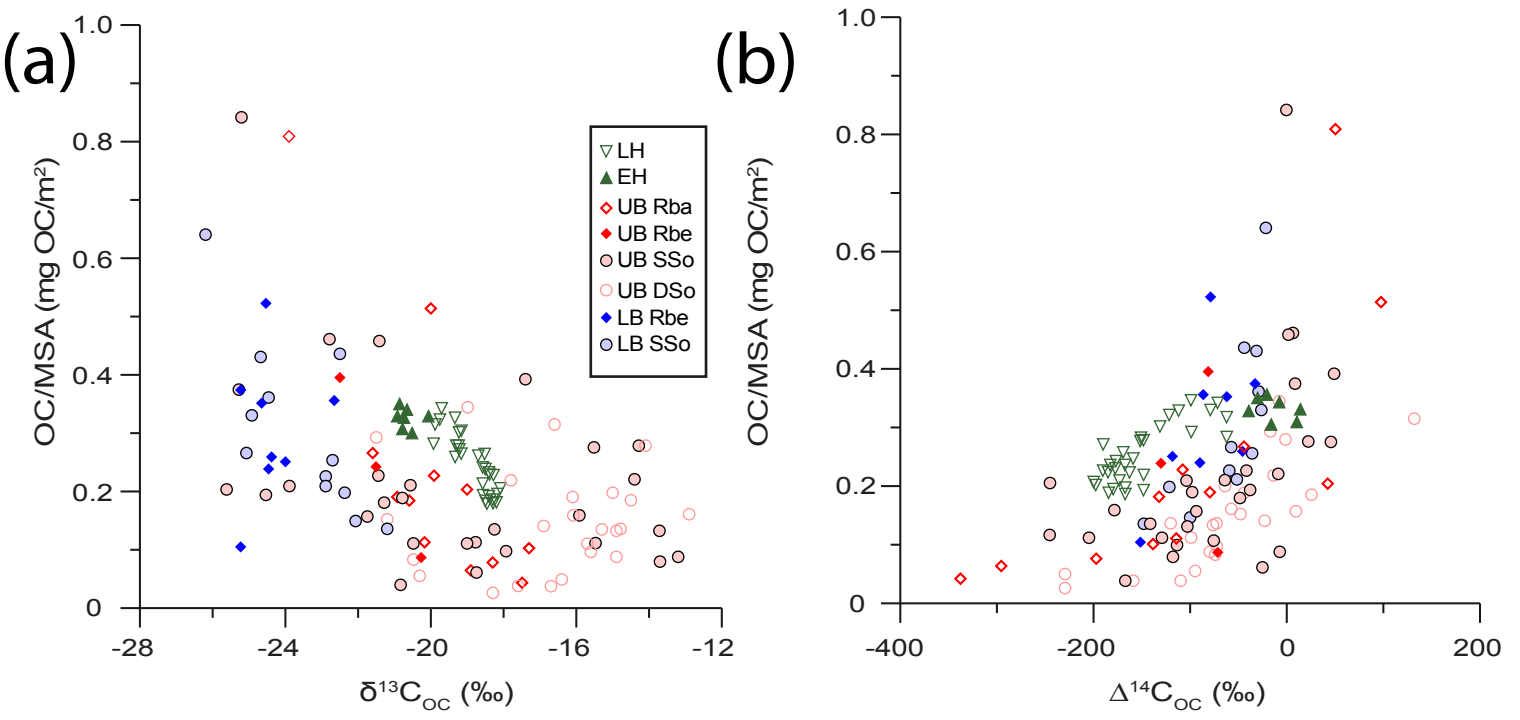 (a)
OC/MSA (mg OC/m²)
1.0
0.8
0.6
0.4
0.2
0
-28
-24
-20
-16
-12
δ¹³C_OC (‰)
LH
EH
UB Rba
UB Rbe
UB SSo
UB DSo
LB Rbe
LB SSo
(b)
OC/MSA (mg OC/m²)
1.0
0.8
0.6
0.4
0.2
0
-400
-200
0
200
Δ¹⁴C_OC (‰)